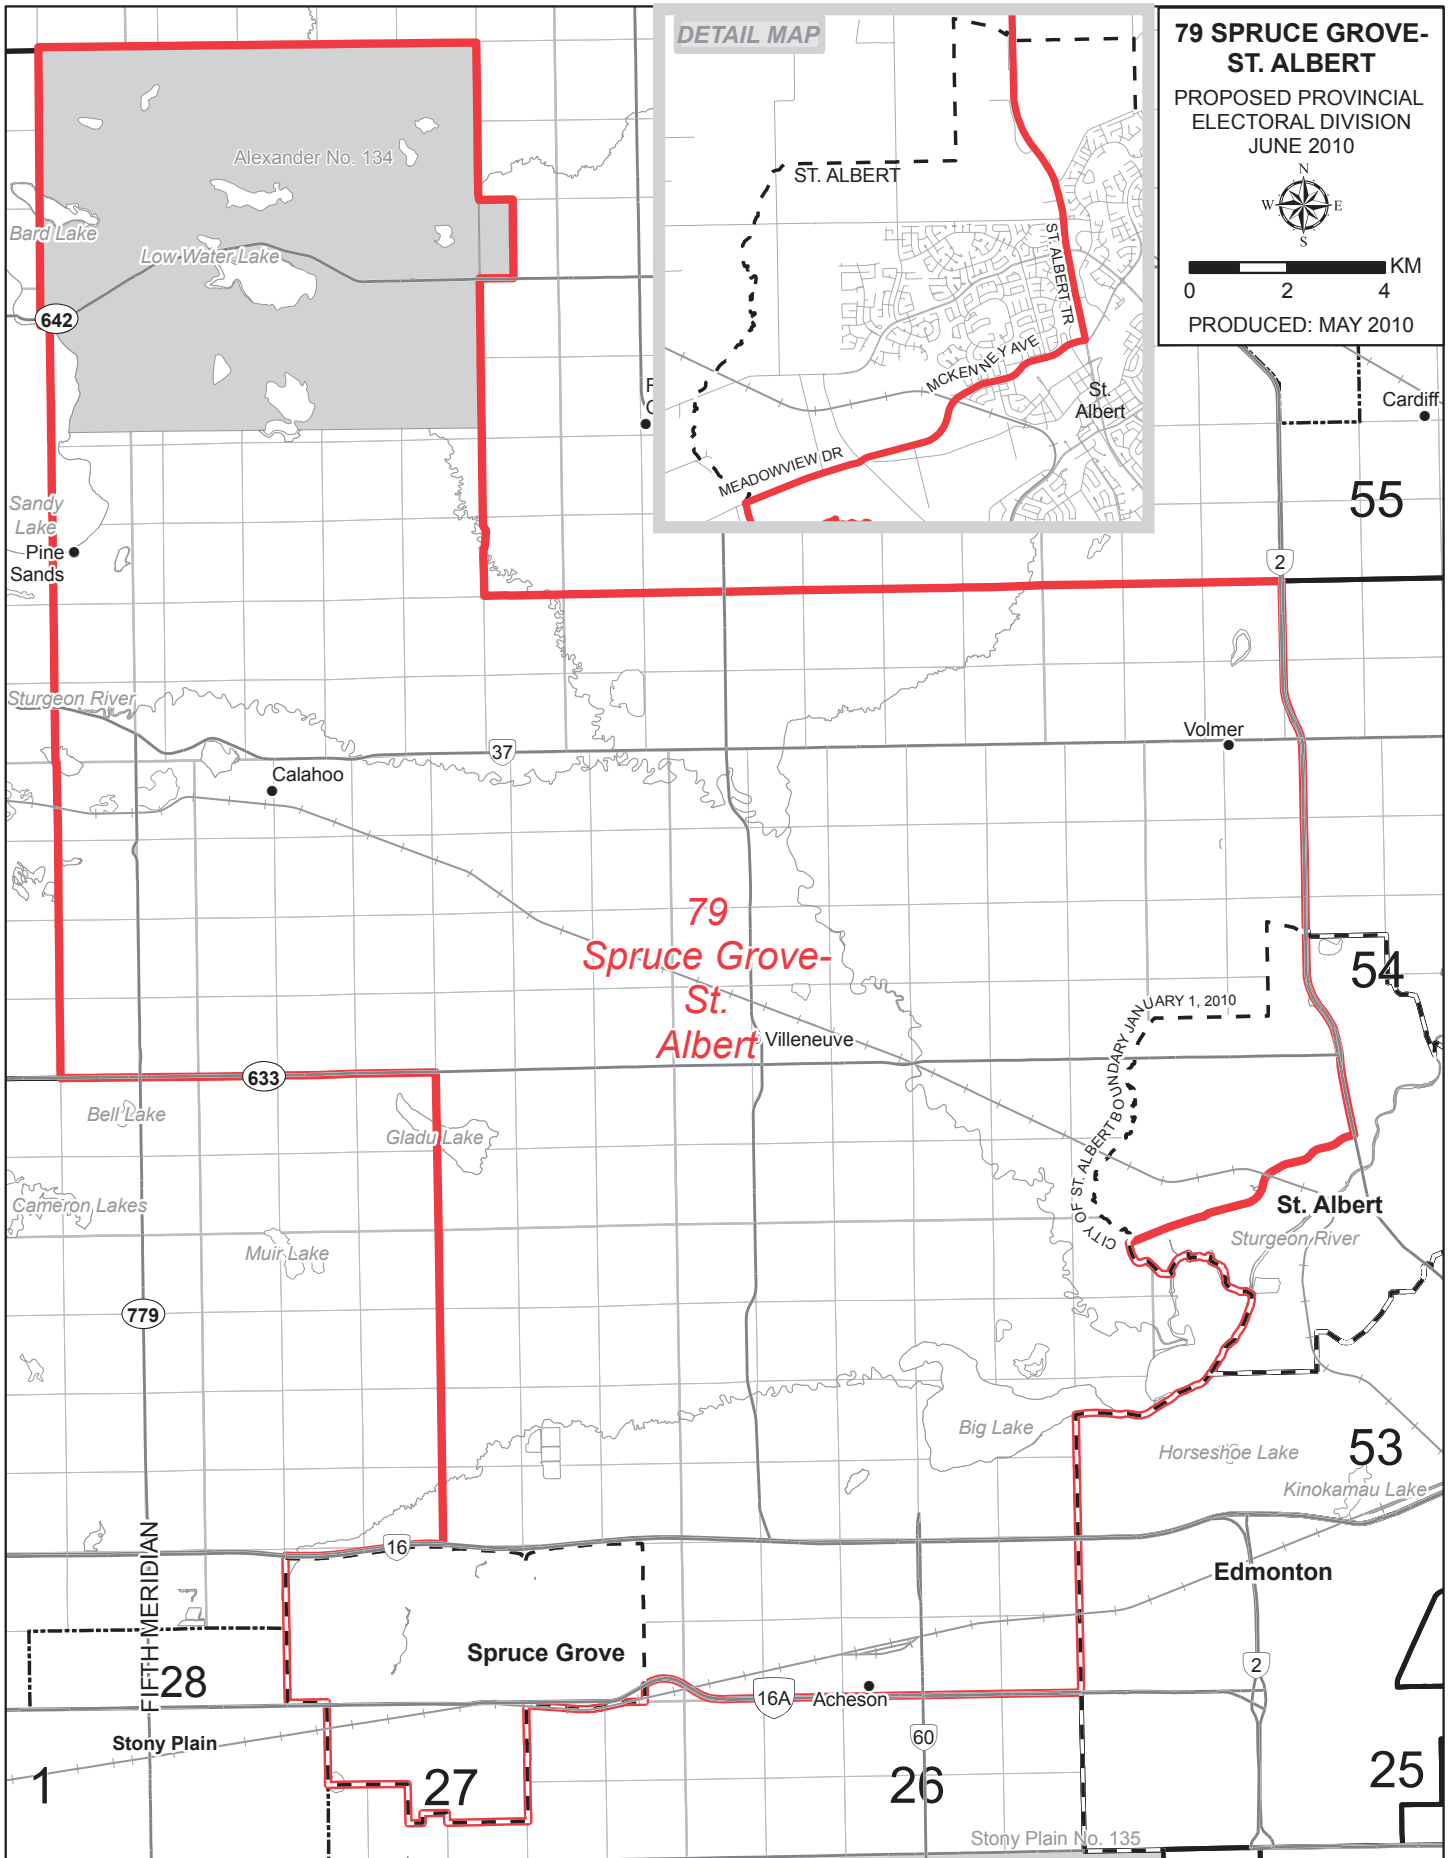 DETAIL MAP
ST. ALBERT
ST. ALBERT TR
MCKENNEY AVE
MEADOWVIEW DR
St.
Albert
79 SPRUCE GROVE-
ST. ALBERT
PROPOSED PROVINCIAL
ELECTORAL DIVISION
JUNE 2010
N
W E
S
KM
0 2 4
PRODUCED: MAY 2010
Alexander No. 134
Bard Lake
Low Water Lake
642
Cardiff
55
Sandy
Lake
Pine
Sands
2
Sturgeon River
Volmer
37
Calahoo
79
Spruce Grove-
St.
Albert
54
CITY OF ST. ALBERT BOUNDARY JANUARY 1, 2010
Villeneuve
633
Bell Lake
Gladu Lake
Cameron Lakes
St. Albert
Muir Lake
Sturgeon River
779
Big Lake
53
Horseshoe Lake
Kinokamau Lake
16
FIFTH MERIDIAN
Edmonton
Spruce Grove
28
2
16A
Acheson
60
Stony Plain
1
27
26
25
Stony Plain No. 135